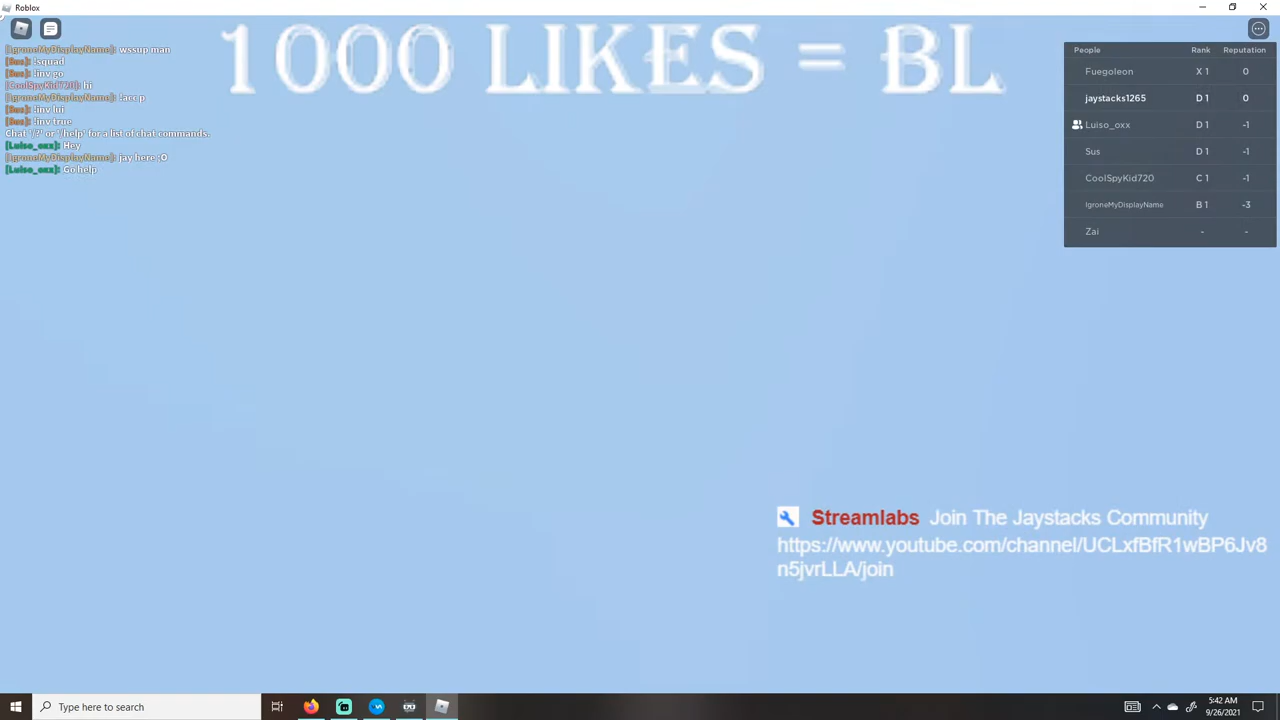 Roblox
1000 LIKES = BL
[IgroneMyDisplayName]: wssup man
[Sus]: !squad
[Sus]: !inv go
[CoolSpyKid720]: hi
[IgroneMyDisplayName]: !acc p
[Sus]: !inv lui
[Sus]: !inv true
Chat '/?' or '/help' for a list of chat commands.
[Luiso_oxx]: Hey
[IgroneMyDisplayName]: jay here ;O
[Luiso_oxx]: Go help
People Rank Reputation
Fuegoleon X 1 0
jaystacks1265 D 1 0
Luiso_oxx D 1 -1
Sus D 1 -1
CoolSpyKid720 C 1 -1
IgroneMyDisplayName B 1 -3
Zai - -
Streamlabs Join The Jaystacks Community
https://www.youtube.com/channel/UCLxfBfR1wBP6Jv8
n5jvrLLA/join
Type here to search
5:42 AM
9/26/2021